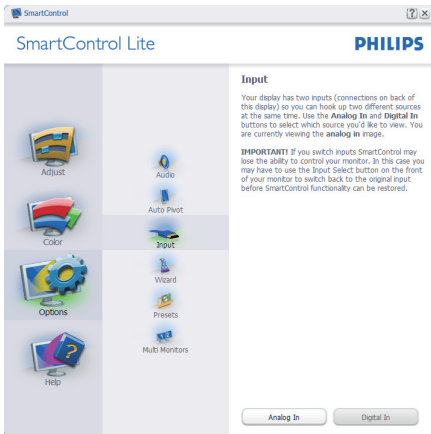 SmartControl
SmartControl Lite
PHILIPS
Adjust
Color
Options
Help
Audio
Auto Pivot
Input
Wizard
Presets
Multi Monitors
Input
Your display has two inputs (connections on back of
this display) so you can hook up two different sources
at the same time. Use the Analog In and Digital In
buttons to select which source you'd like to view. You
are currently viewing the analog in image.
IMPORTANT! If you switch inputs SmartControl may
lose the ability to control your monitor. In this case you
may have to use the Input Select button on the front
of your monitor to switch back to the original input
before SmartControl functionality can be restored.
Analog In
Digital In